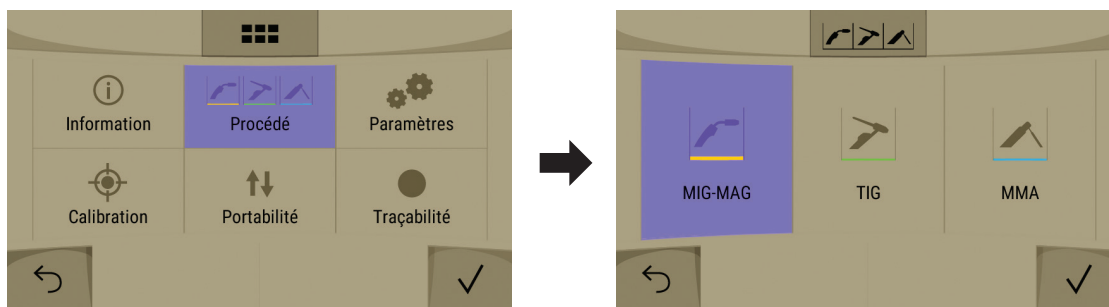 Information
Procédé
Paramètres
Calibration
Portabilité
Traçabilité
MIG-MAG
TIG
MMA